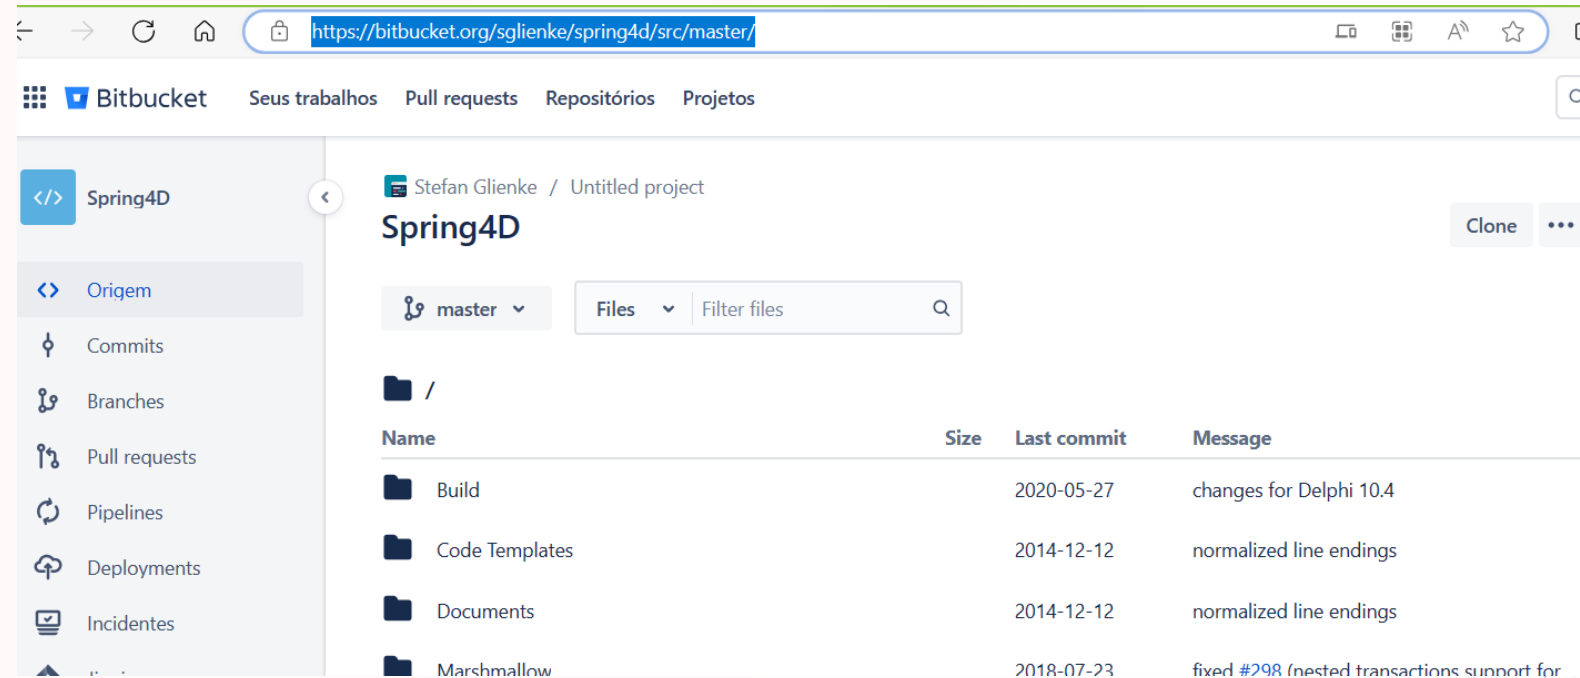 https://bitbucket.org/sglienke/spring4d/src/master/
Bitbucket Seus trabalhos Pull requests Repositórios Projetos
Spring4D
Origem
Commits
Branches
Pull requests
Pipelines
Deployments
Incidentes
Stefan Glienke / Untitled project
Spring4D
Clone
master Files Filter files
/
Name Size Last commit Message
Build 2020-05-27 changes for Delphi 10.4
Code Templates 2014-12-12 normalized line endings
Documents 2014-12-12 normalized line endings
Marshmallow 2018-07-23 fixed #298 (nested transactions support for